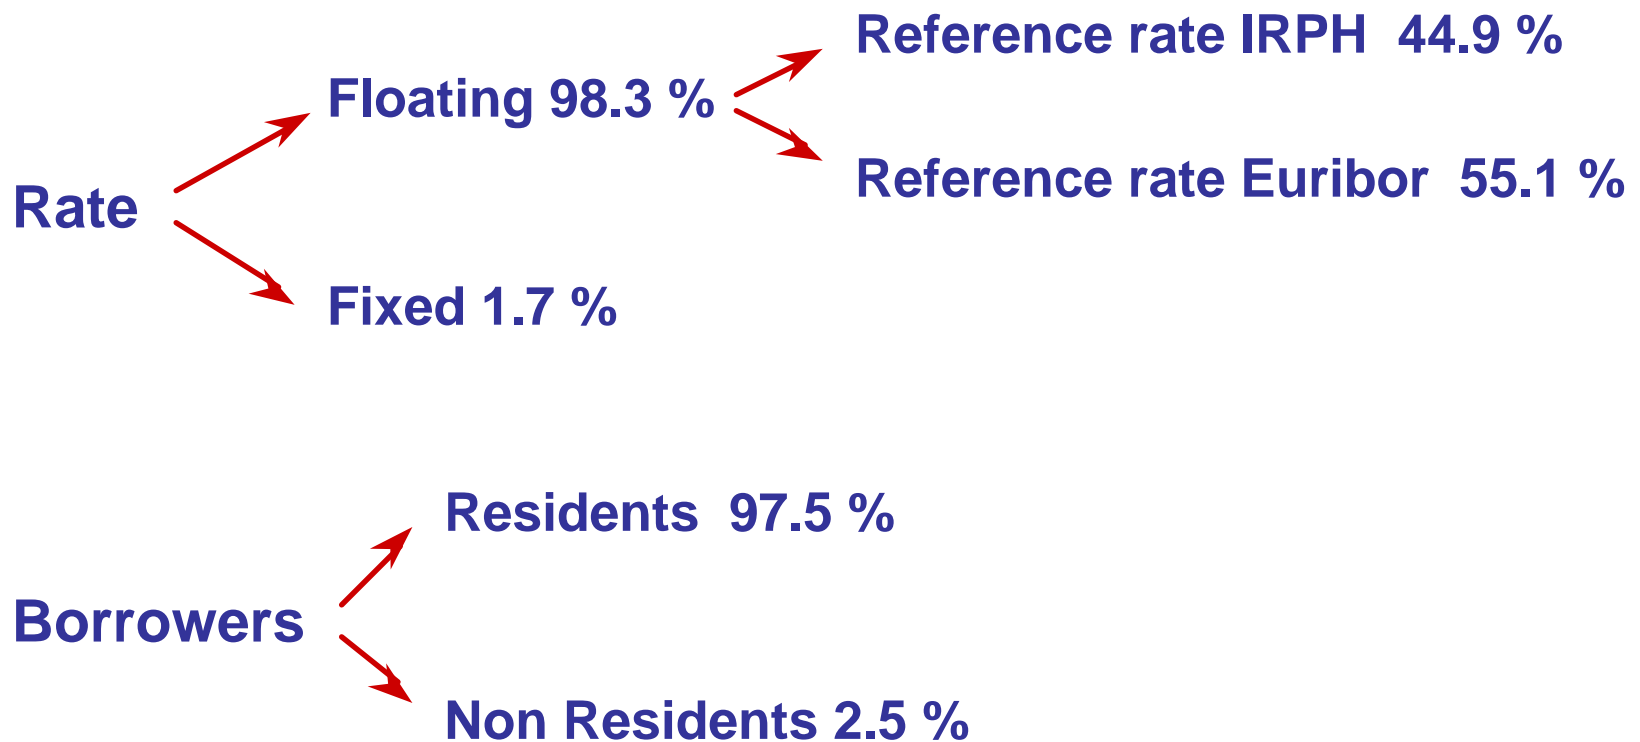 Reference rate IRPH 44.9 %
Floating 98.3 %
Reference rate Euribor 55.1 %
Rate
Fixed 1.7 %
Residents 97.5 %
Borrowers
Non Residents 2.5 %